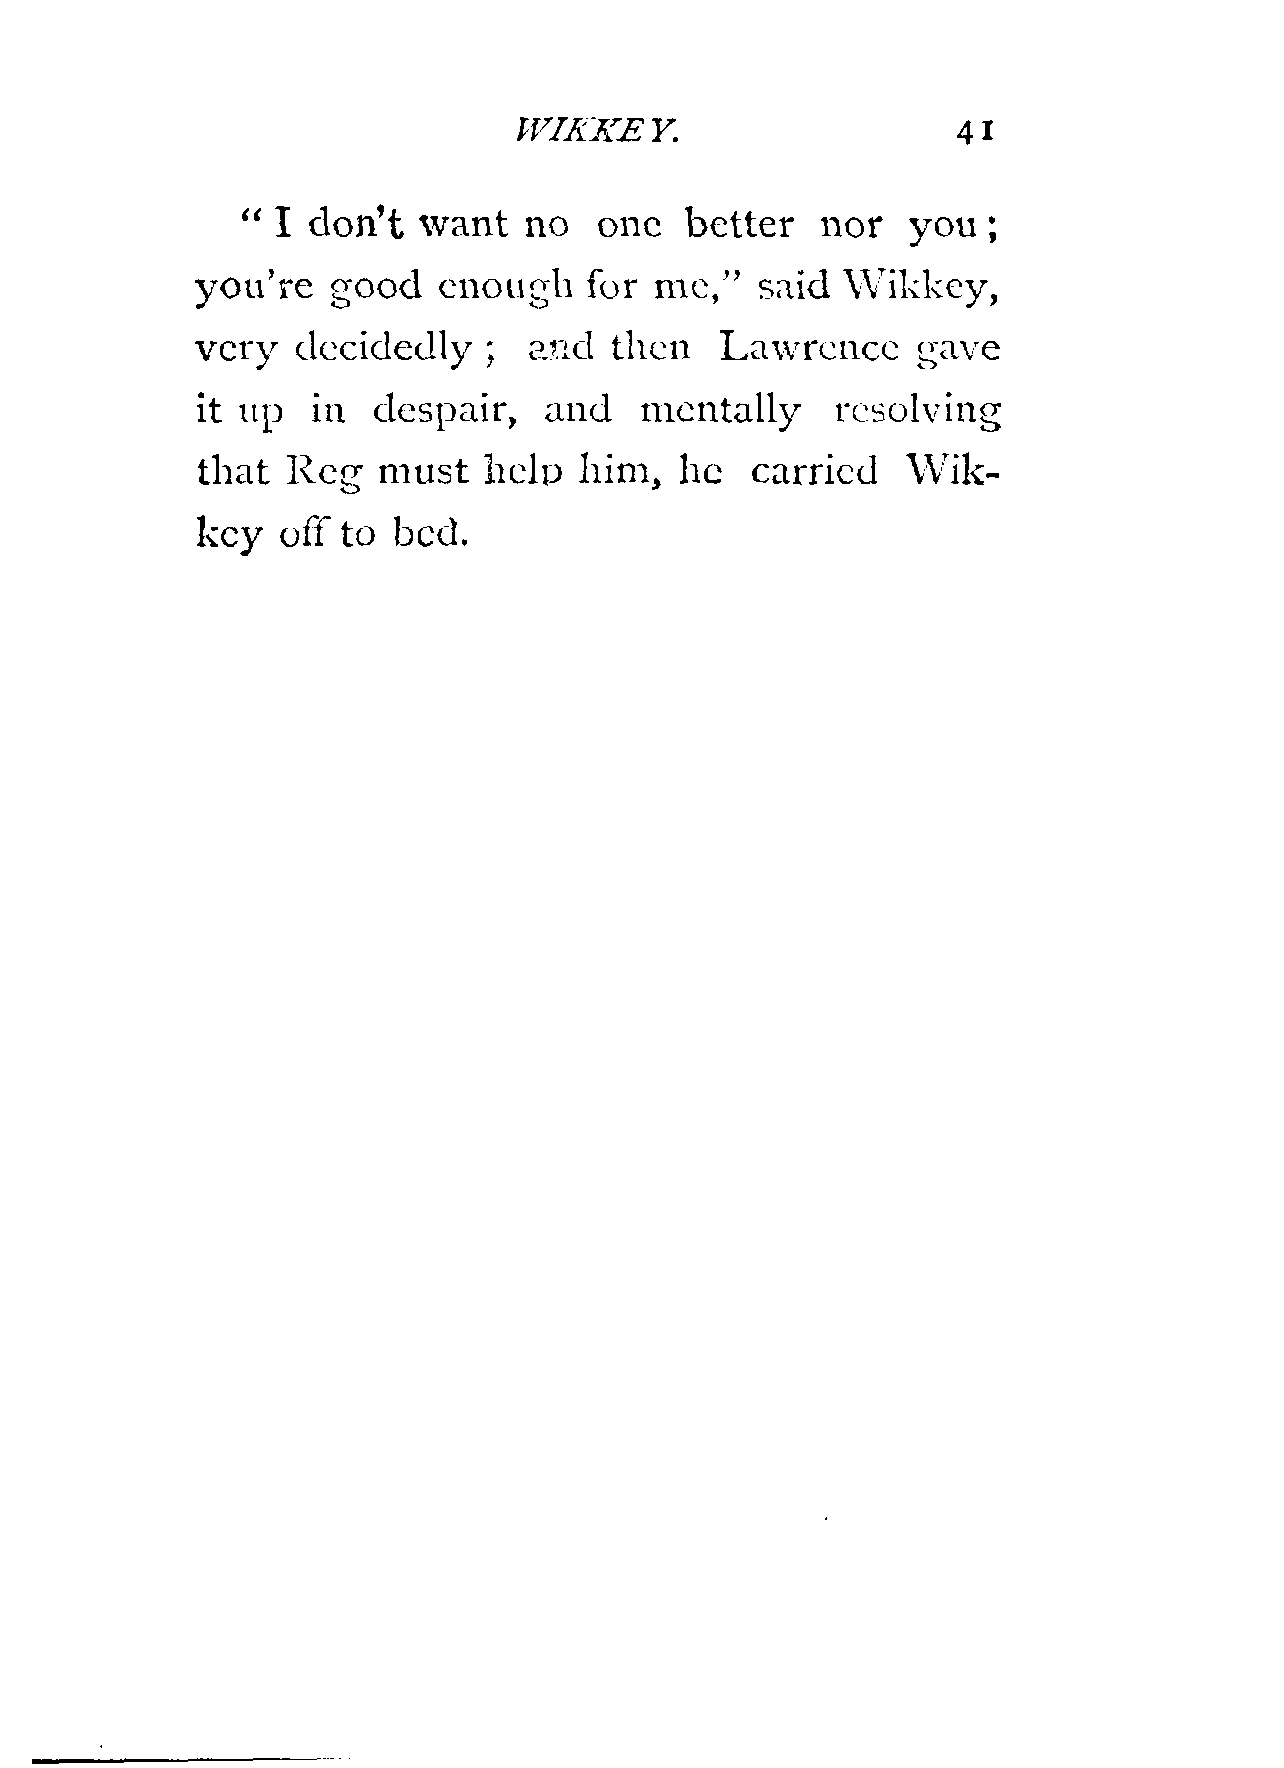 WIKKEY. 41
“ I don't want no one better nor you ;
you're good enough for me,” said Wikkey,
very decidedly ; and then Lawrence gave
it up in despair, and mentally resolving
that Reg must help him, he carried Wik-
key off to bed.